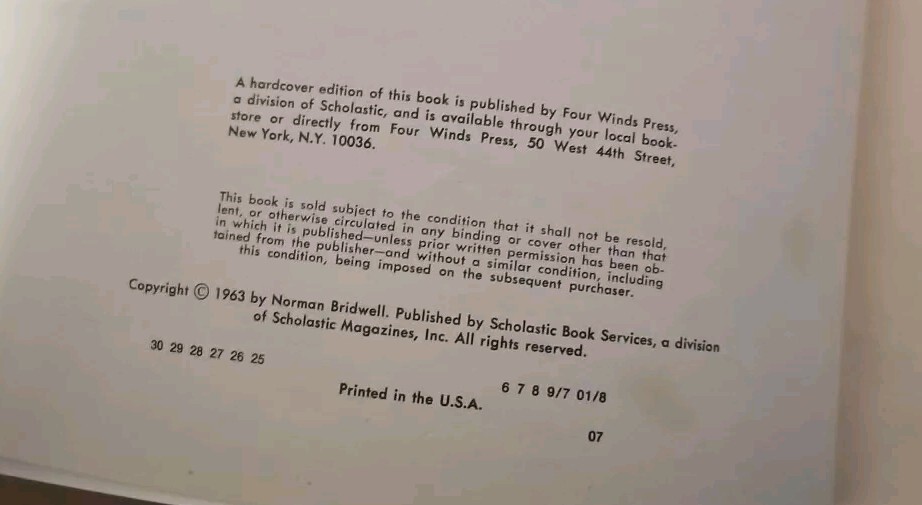 A hardcover edition of this book is published by Four Winds Press,
a division of Scholastic, and is available through your local book-
store or directly from Four Winds Press, 50 West 44th Street,
New York, N.Y. 10036.
This book is sold subject to the condition that it shall not be resold,
lent, or otherwise circulated in any binding or cover other than that
in which it is published—unless prior written permission has been ob-
tained from the publisher—and without a similar condition, including
this condition, being imposed on the subsequent purchaser.
Copyright © 1963 by Norman Bridwell. Published by Scholastic Book Services, a division
of Scholastic Magazines, Inc. All rights reserved.
30 29 28 27 26 25
6 7 8 9/7 01/8
Printed in the U.S.A.
07